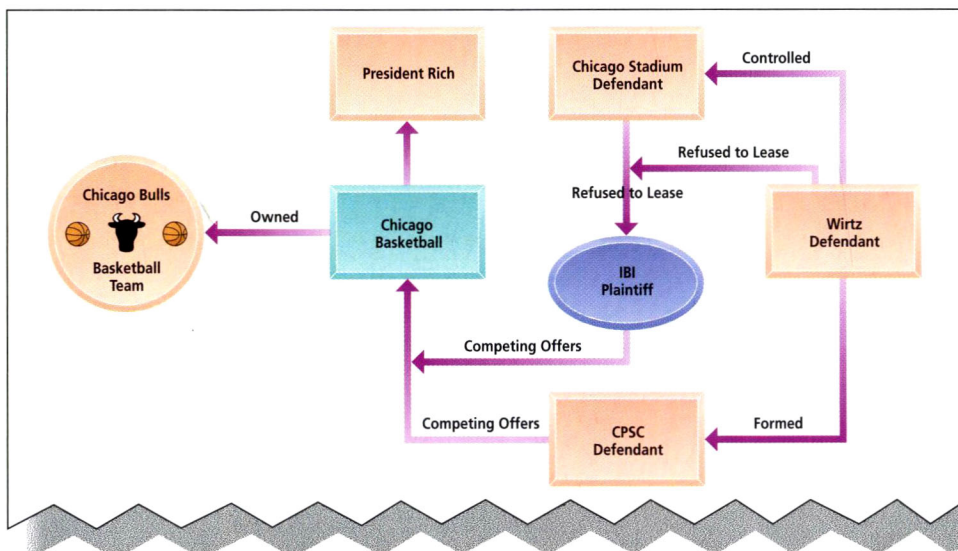 President Rich
Chicago Stadium
Defendant
Controlled
Refused to Lease
Refused to Lease
Chicago Bulls
Basketball
Team
Owned
Chicago
Basketball
Wirtz
Defendant
IBI
Plaintiff
Competing Offers
Competing Offers
CPSC
Defendant
Formed